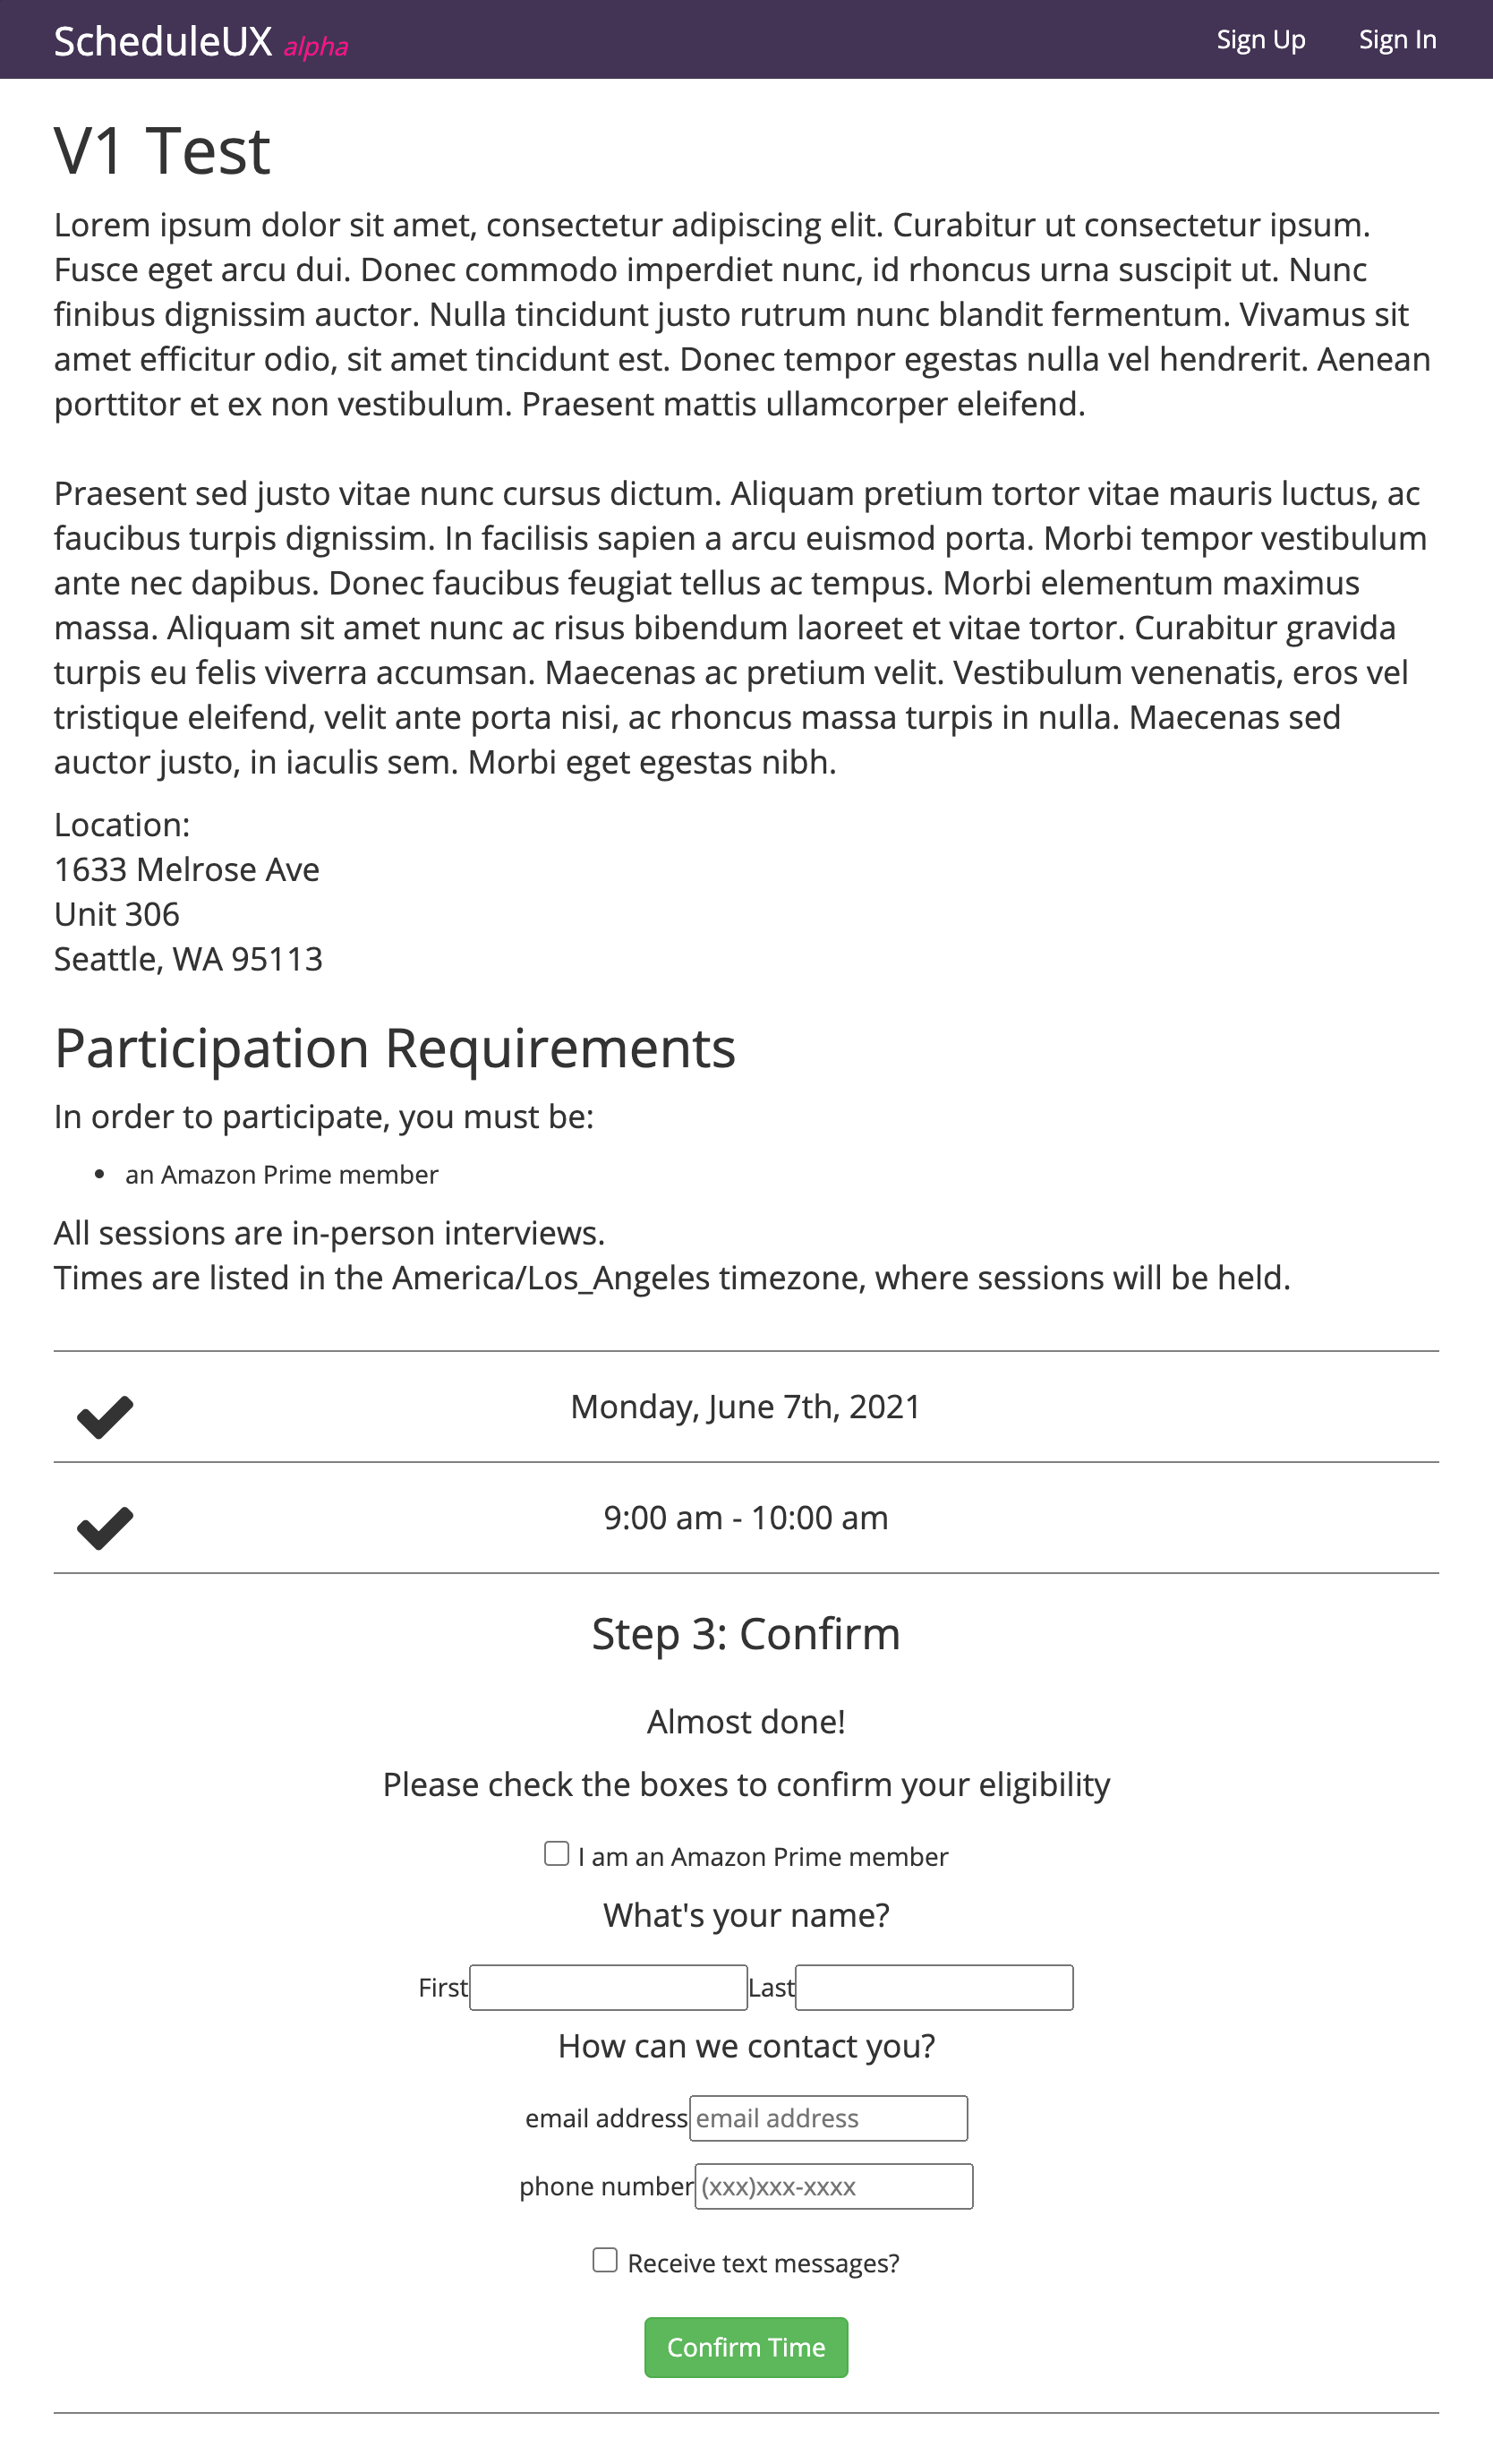 ScheduleUX alpha
Sign Up
Sign In
V1 Test
Lorem ipsum dolor sit amet, consectetur adipiscing elit. Curabitur ut consectetur ipsum.
Fusce eget arcu dui. Donec commodo imperdiet nunc, id rhoncus urna suscipit ut. Nunc
finibus dignissim auctor. Nulla tincidunt justo rutrum nunc blandit fermentum. Vivamus sit
amet efficitur odio, sit amet tincidunt est. Donec tempor egestas nulla vel hendrerit. Aenean
porttitor et ex non vestibulum. Praesent mattis ullamcorper eleifend.
Praesent sed justo vitae nunc cursus dictum. Aliquam pretium tortor vitae mauris luctus, ac
faucibus turpis dignissim. In facilisis sapien a arcu euismod porta. Morbi tempor vestibulum
ante nec dapibus. Donec faucibus feugiat tellus ac tempus. Morbi elementum maximus
massa. Aliquam sit amet nunc ac risus bibendum laoreet et vitae tortor. Curabitur gravida
turpis eu felis viverra accumsan. Maecenas ac pretium velit. Vestibulum venenatis, eros vel
tristique eleifend, velit ante porta nisi, ac rhoncus massa turpis in nulla. Maecenas sed
auctor justo, in iaculis sem. Morbi eget egestas nibh.
Location:
1633 Melrose Ave
Unit 306
Seattle, WA 95113
Participation Requirements
In order to participate, you must be:
• an Amazon Prime member
All sessions are in-person interviews.
Times are listed in the America/Los_Angeles timezone, where sessions will be held.
Monday, June 7th, 2021
9:00 am - 10:00 am
Step 3: Confirm
Almost done!
Please check the boxes to confirm your eligibility
I am an Amazon Prime member
What's your name?
First Last
How can we contact you?
email address email address
phone number (xxx)xxx-xxxx
Receive text messages?
Confirm Time